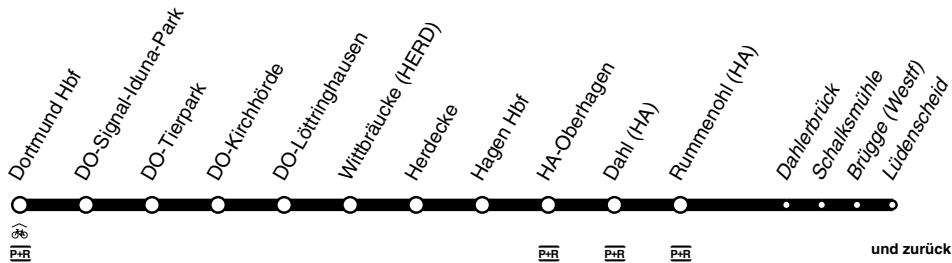 Dortmund Hbf
DO-Signal-Iduna-Park
DO-Tierpark
DO-Kirchhörde
DO-Löttringhausen
Wittbräucke (HERD)
Herdecke
Hagen Hbf
HA-Oberhagen
Dahl (HA)
Rummenohl (HA)
Dahlerbrück
Schalksmühle
Brügge (Westf)
Lüdenscheid
P+R
P+R
P+R
P+R
und zurück